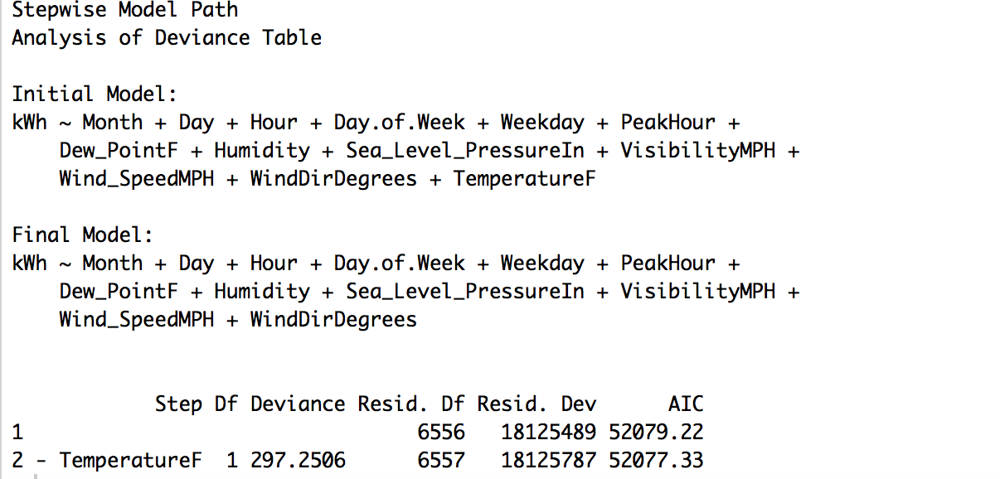 Stepwise Model Path
Analysis of Deviance Table
Initial Model:
kWh ~ Month + Day + Hour + Day.of.Week + Weekday + PeakHour +
Dew_PointF + Humidity + Sea_Level_PressureIn + VisibilityMPH +
Wind_SpeedMPH + WindDirDegrees + TemperatureF
Final Model:
kWh ~ Month + Day + Hour + Day.of.Week + Weekday + PeakHour +
Dew_PointF + Humidity + Sea_Level_PressureIn + VisibilityMPH +
Wind_SpeedMPH + WindDirDegrees
Step Df Deviance Resid. Df Resid. Dev AIC
1 6556 18125489 52079.22
2 - TemperatureF 1 297.2506 6557 18125787 52077.33